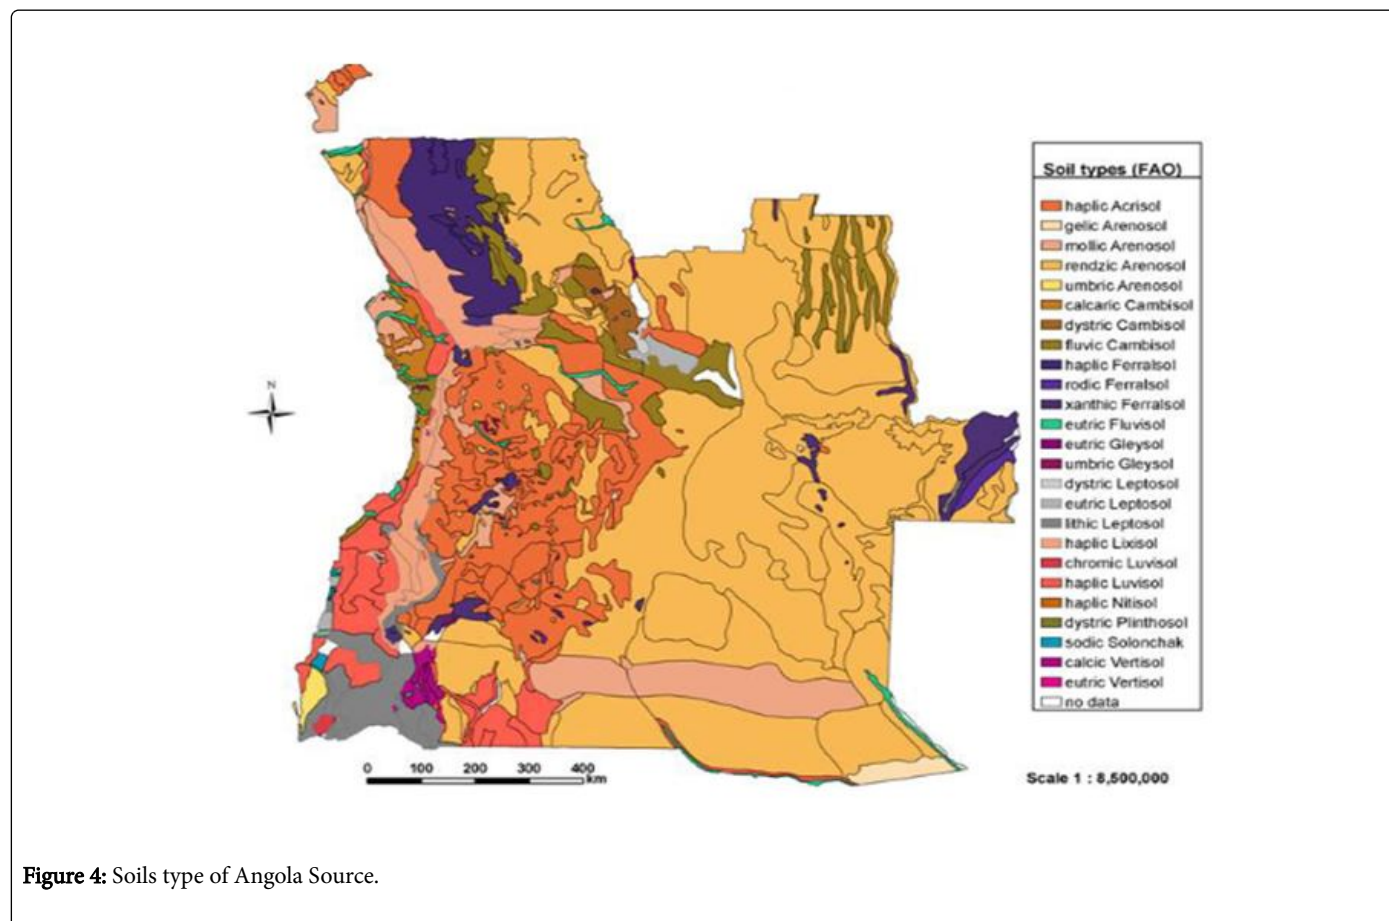 Soil types (FAO)
haplic Acrisol
gelic Arenosol
mollic Arenosol
rendzic Arenosol
umbric Arenosol
calcaric Cambisol
dystric Cambisol
fluvic Cambisol
haplic Ferralsol
rodic Ferralsol
xanthic Ferralsol
eutric Fluvisol
eutric Gleysol
umbric Gleysol
dystric Leptosol
eutric Leptosol
lithic Leptosol
haplic Lixisol
chromic Luvisol
haplic Luvisol
haplic Nitisol
dystric Plinthosol
sodic Solonchak
calcic Vertisol
eutric Vertisol
no data
N
0 100 200 300 400
km
Scale 1 : 8,500,000
Figure 4: Soils type of Angola Source.